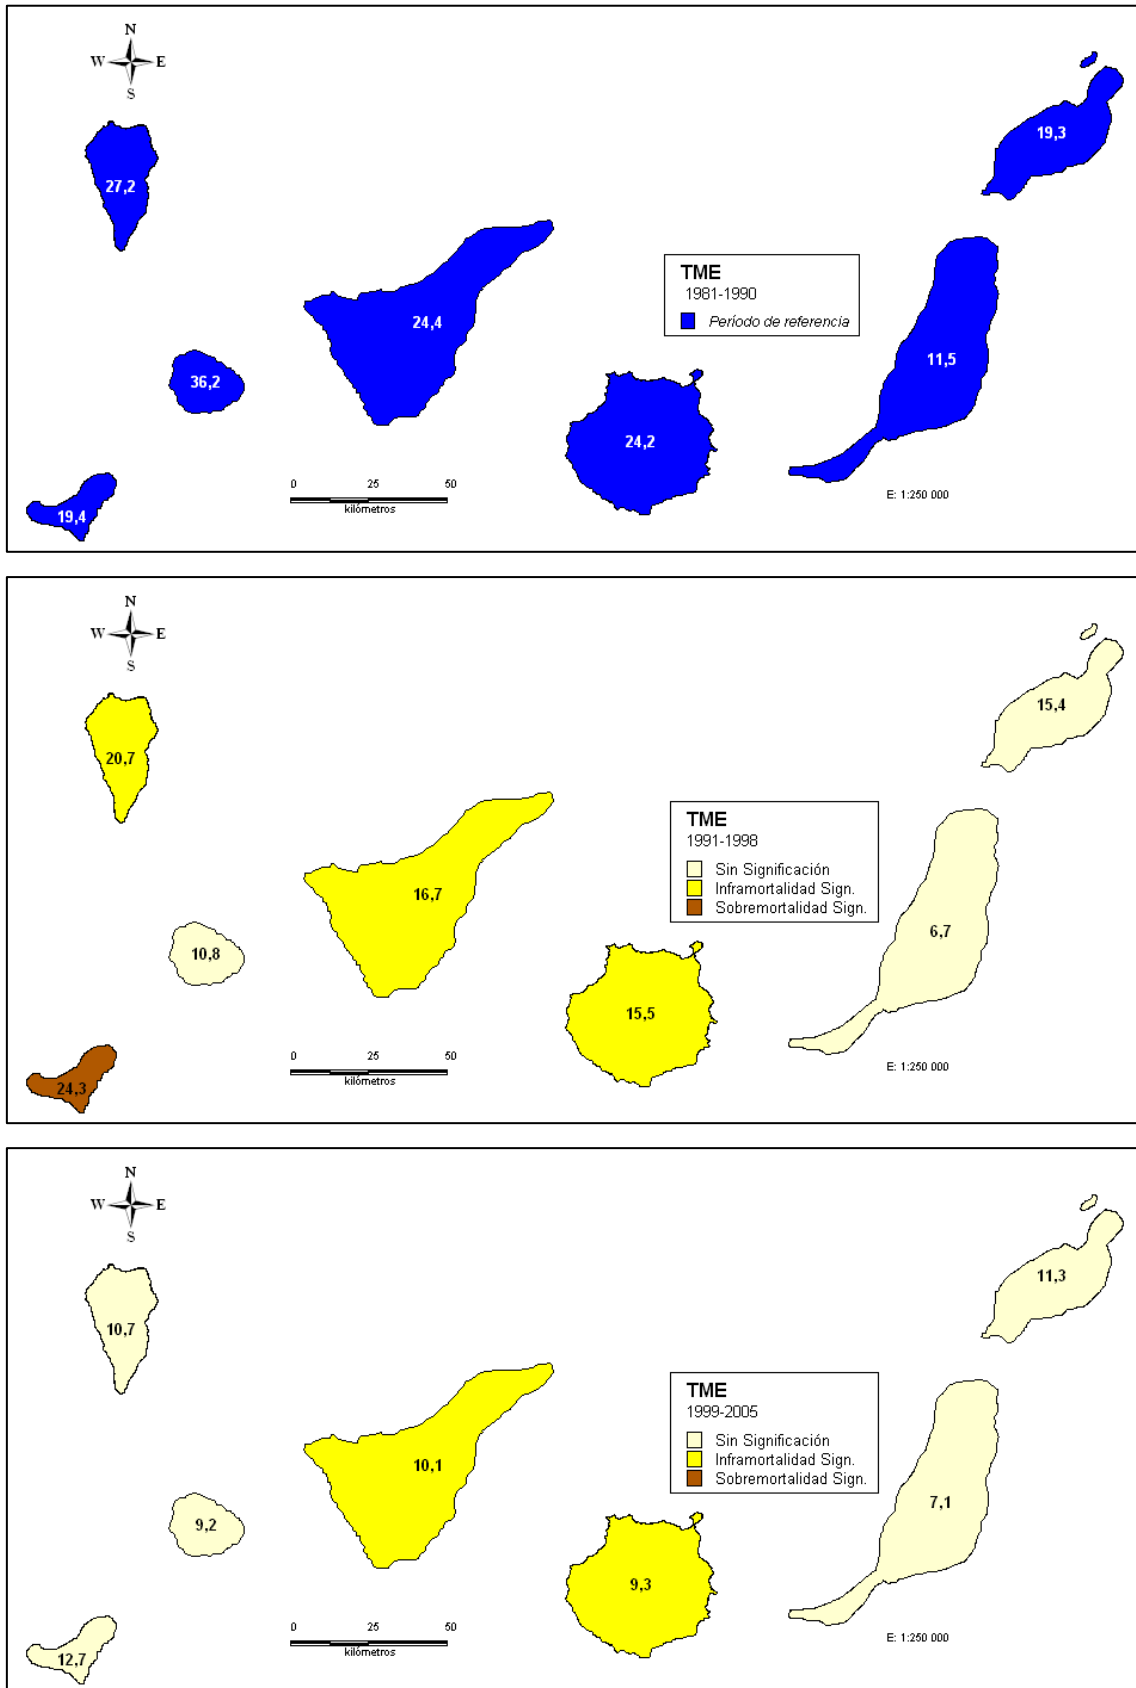 N
W E
S
27,2
19,3
24,4
TME
1981-1990
Período de referencia
36,2
11,5
24,2
19,4
0 25 50
kilómetros
E: 1:250 000
N
W E
S
20,7
15,4
16,7
TME
1991-1998
Sin Significación
Inframortalidad Sign.
Sobremortalidad Sign.
10,8
6,7
15,5
24,3
0 25 50
kilómetros
E: 1:250 000
N
W E
S
10,7
11,3
10,1
TME
1999-2005
Sin Significación
Inframortalidad Sign.
Sobremortalidad Sign.
9,2
7,1
9,3
12,7
0 25 50
kilómetros
E: 1:250 000